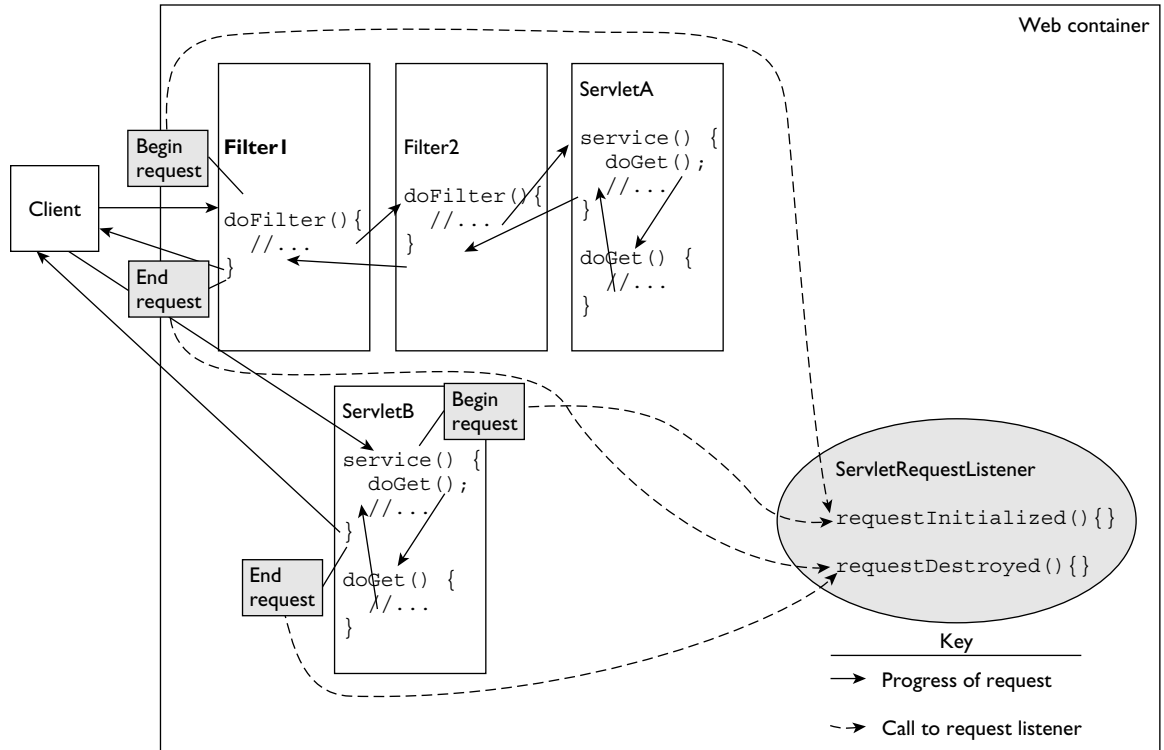 Web container
Begin
request
Client
End
request
Filter1
doFilter(){
//...
}
Filter2
doFilter(){
//...
}
ServletA
service() {
doGet();
//...
}
doGet() {
//...
}
ServletB
Begin
request
service() {
doGet();
//...
}
End
request
doGet() {
//...
}
ServletRequestListener
requestInitialized(){}
requestDestroyed(){}
Key
Progress of request
Call to request listener